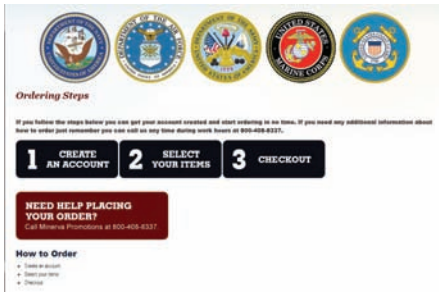 UNITED STATES
MARINE CORPS
Ordering Steps
If you follow the steps below you can get your account created and start ordering in no time. If you need any additional information about
how to order just remember you can call us any time during work hours at 800-408-8337.
1 CREATE AN ACCOUNT 2 SELECT YOUR ITEMS 3 CHECKOUT
NEED HELP PLACING
YOUR ORDER?
Call Minerva Promotions at 800-408-8337.
How to Order
• Create an account
• Select your items
• Checkout